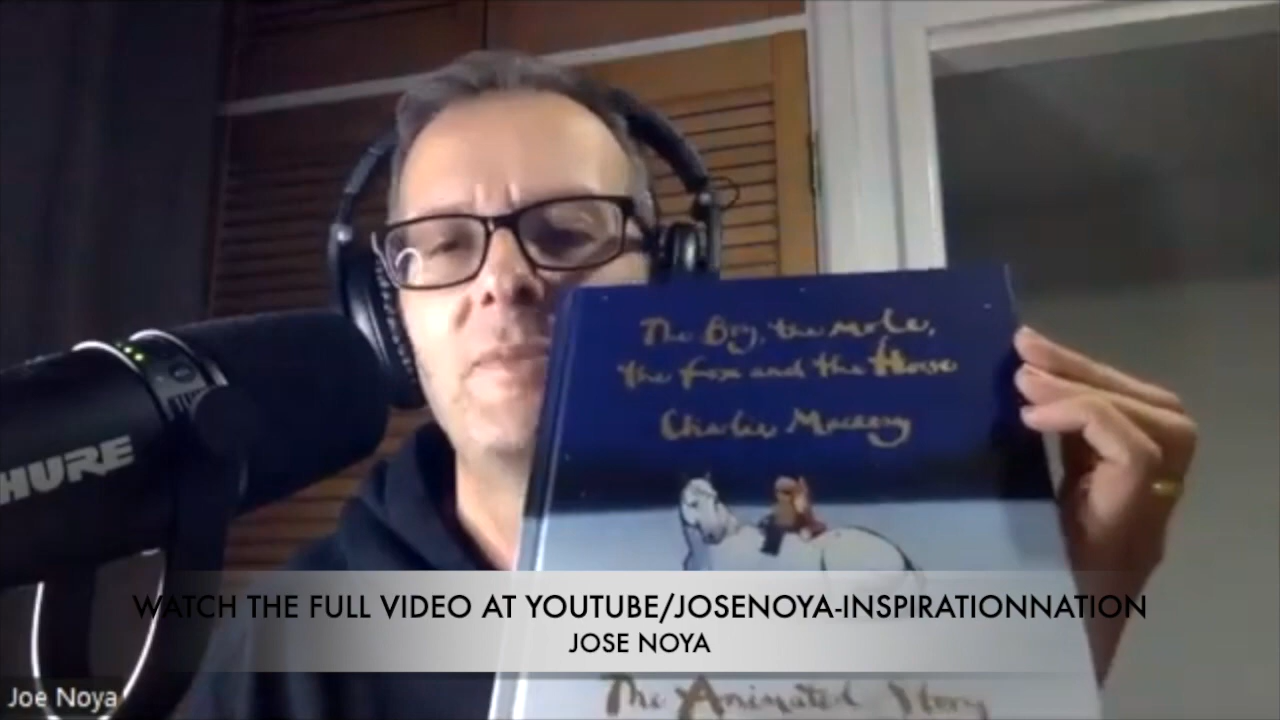 The Boy, the mole,
the fox and the Horse
Charlie Mackesy
SHURE
WATCH THE FULL VIDEO AT YOUTUBE/JOSENOYA-INSPIRATIONNATION
JOSE NOYA
Joe Noya
The Animated Story